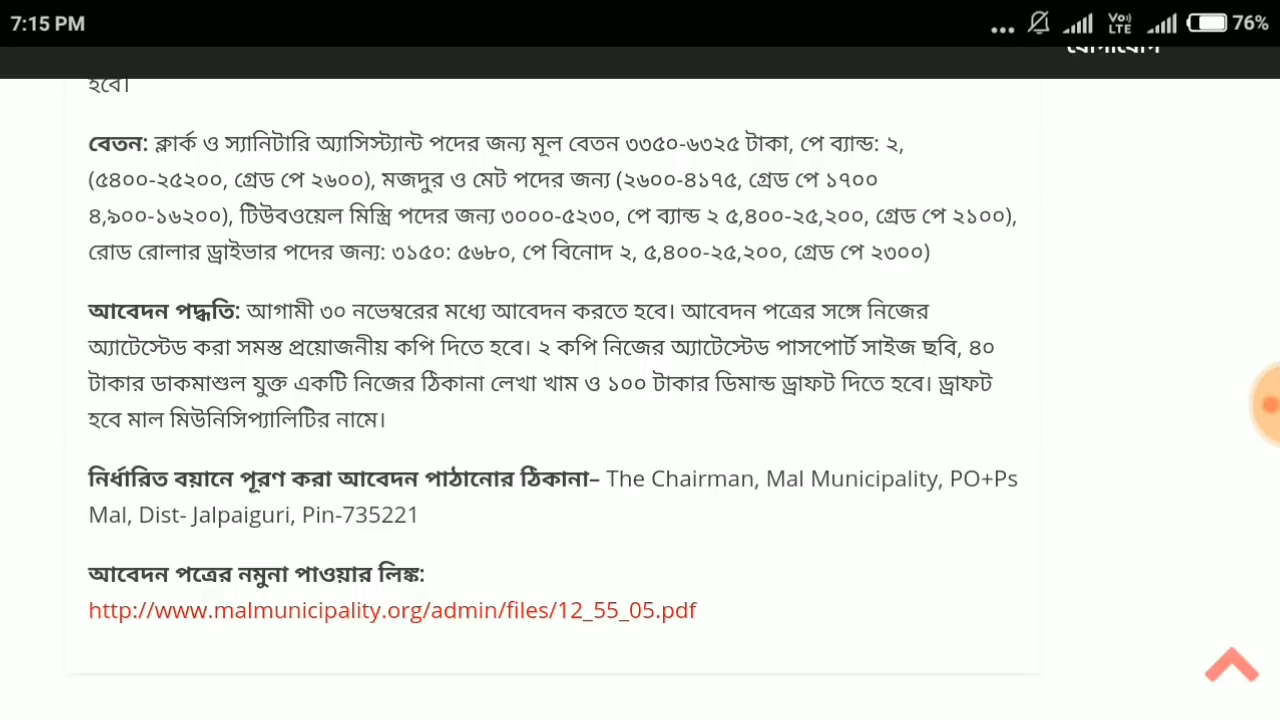 7:15 PM
... VoLTE 76%
যোগাযোগ
হবে।
বেতন: ক্লার্ক ও স্যানিটারি অ্যাসিস্ট্যান্ট পদের জন্য মূল বেতন ৩৩৫০-৬৩২৫ টাকা, পে ব্যান্ড: ২,
(৫৪০০-২৫২০০, গ্রেড পে ২৬০০), মজদুর ও মেট পদের জন্য (২৬০০-৪১৭৫, গ্রেড পে ১৭০০
৪,৯০০-১৬২০০), টিউবওয়েল মিস্ত্রি পদের জন্য ৩০০০-৫২৩০, পে ব্যান্ড ২ ৫,৪০০-২৫,২০০, গ্রেড পে ২১০০),
রোড রোলার ড্রাইভার পদের জন্য: ৩১৫০: ৫৬৮০, পে বিনোদ ২, ৫,৪০০-২৫,২০০, গ্রেড পে ২৩০০)
আবেদন পদ্ধতি: আগামী ৩০ নভেম্বরের মধ্যে আবেদন করতে হবে। আবেদন পত্রের সঙ্গে নিজের
অ্যাটেস্টেড করা সমস্ত প্রয়োজনীয় কপি দিতে হবে। ২ কপি নিজের অ্যাটেস্টেড পাসপোর্ট সাইজ ছবি, ৪০
টাকার ডাকমাশুল যুক্ত একটি নিজের ঠিকানা লেখা খাম ও ১০০ টাকার ডিমান্ড ড্রাফট দিতে হবে। ড্রাফট
হবে মাল মিউনিসিপ্যালিটির নামে।
নির্ধারিত বয়ানে পূরণ করা আবেদন পাঠানোর ঠিকানা– The Chairman, Mal Municipality, PO+Ps
Mal, Dist- Jalpaiguri, Pin-735221
আবেদন পত্রের নমুনা পাওয়ার লিঙ্ক:
http://www.malmunicipality.org/admin/files/12_55_05.pdf